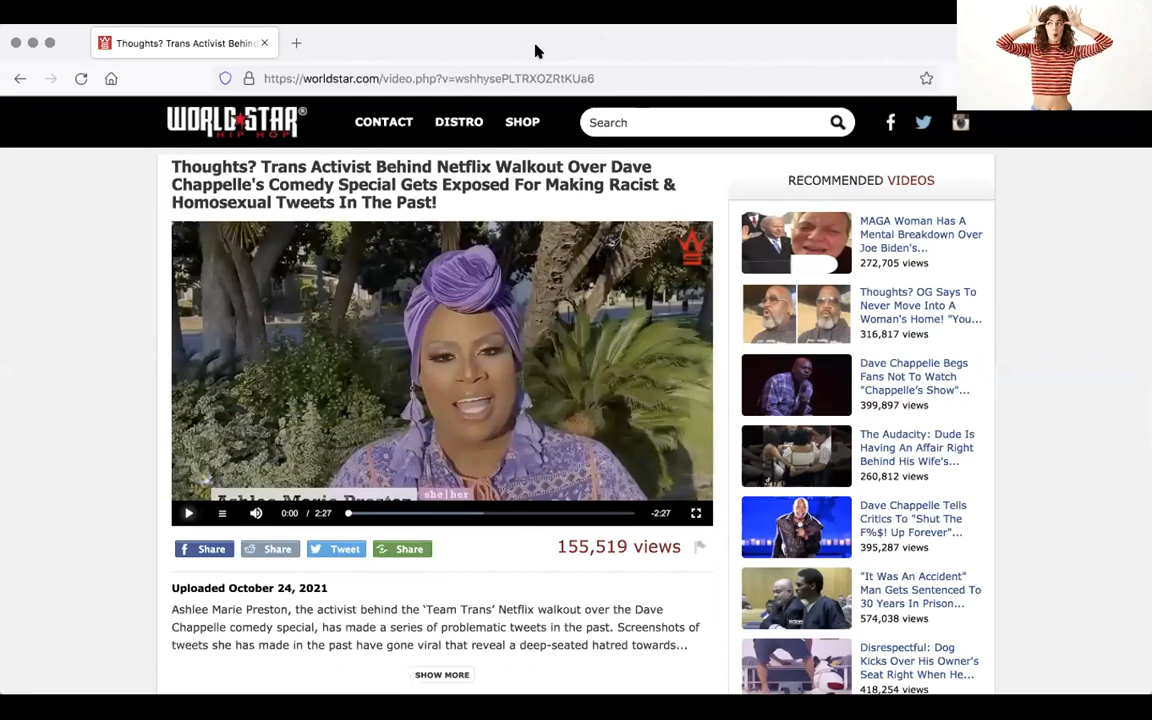 Thoughts? Trans Activist Behind
https://worldstar.com/video.php?v=wshhysePLTRXOZRtKUa6
WORLD STAR®
HIP HOP
CONTACT
DISTRO
SHOP
Search
Thoughts? Trans Activist Behind Netflix Walkout Over Dave
Chappelle's Comedy Special Gets Exposed For Making Racist &
Homosexual Tweets In The Past!
Ashlee Marie Preston
she|her
0:00 / 2:27
-2:27
Share
Share
Tweet
Share
155,519 views
Uploaded October 24, 2021
Ashlee Marie Preston, the activist behind the ‘Team Trans’ Netflix walkout over the Dave
Chappelle comedy special, has made a series of problematic tweets in the past. Screenshots of
tweets she has made in the past have gone viral that reveal a deep-seated hatred towards...
SHOW MORE
RECOMMENDED VIDEOS
MAGA Woman Has A
Mental Breakdown Over
Joe Biden's...
272,705 views
Thoughts? OG Says To
Never Move Into A
Woman's Home! "You...
316,817 views
Dave Chappelle Begs
Fans Not To Watch
"Chappelle’s Show"...
399,897 views
The Audacity: Dude Is
Having An Affair Right
Behind His Wife's...
260,812 views
Dave Chappelle Tells
Critics To "Shut The
F%$! Up Forever"...
395,287 views
"It Was An Accident"
Man Gets Sentenced To
30 Years In Prison...
574,038 views
Disrespectful: Dog
Kicks Over His Owner's
Seat Right When He...
418,254 views